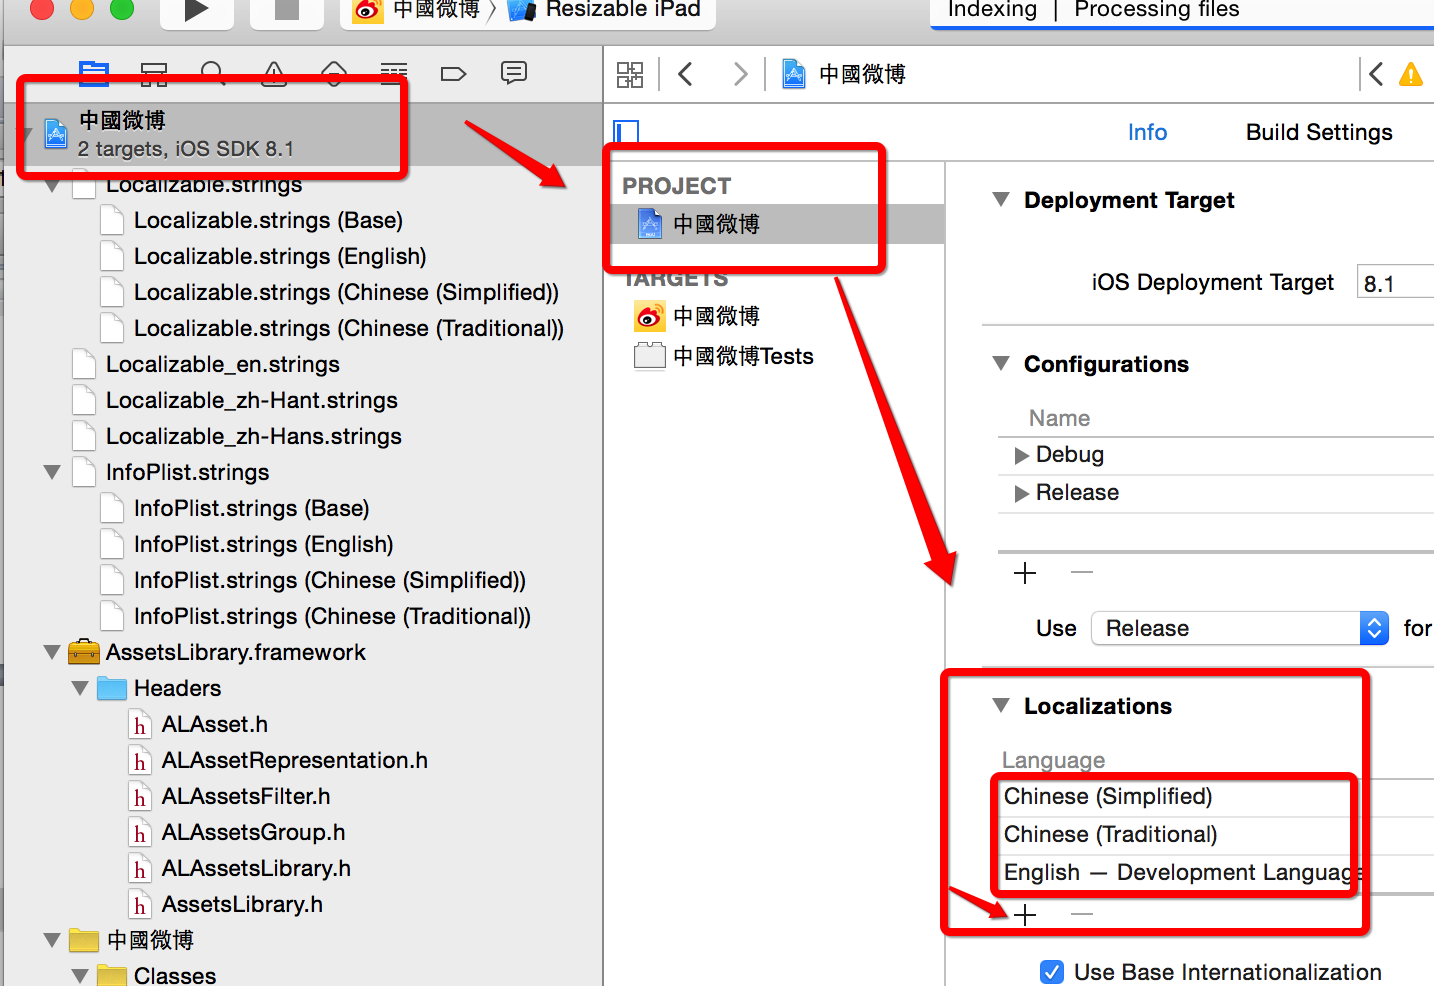 中國微博 Resizable iPad
Indexing | Processing files
中國微博
2 targets, iOS SDK 8.1
Localizable.strings
Localizable.strings (Base)
Localizable.strings (English)
Localizable.strings (Chinese (Simplified))
Localizable.strings (Chinese (Traditional))
Localizable_en.strings
Localizable_zh-Hant.strings
Localizable_zh-Hans.strings
InfoPlist.strings
InfoPlist.strings (Base)
InfoPlist.strings (English)
InfoPlist.strings (Chinese (Simplified))
InfoPlist.strings (Chinese (Traditional))
AssetsLibrary.framework
Headers
h ALAsset.h
h ALAssetRepresentation.h
h ALAssetsFilter.h
h ALAssetsGroup.h
h ALAssetsLibrary.h
h AssetsLibrary.h
中國微博
Classes
中國微博
Info Build Settings
PROJECT
中國微博
TARGETS
中國微博
中國微博Tests
Deployment Target
iOS Deployment Target 8.1
Configurations
Name
Debug
Release
Use Release for
Localizations
Language
Chinese (Simplified)
Chinese (Traditional)
English — Development Language
Use Base Internationalization